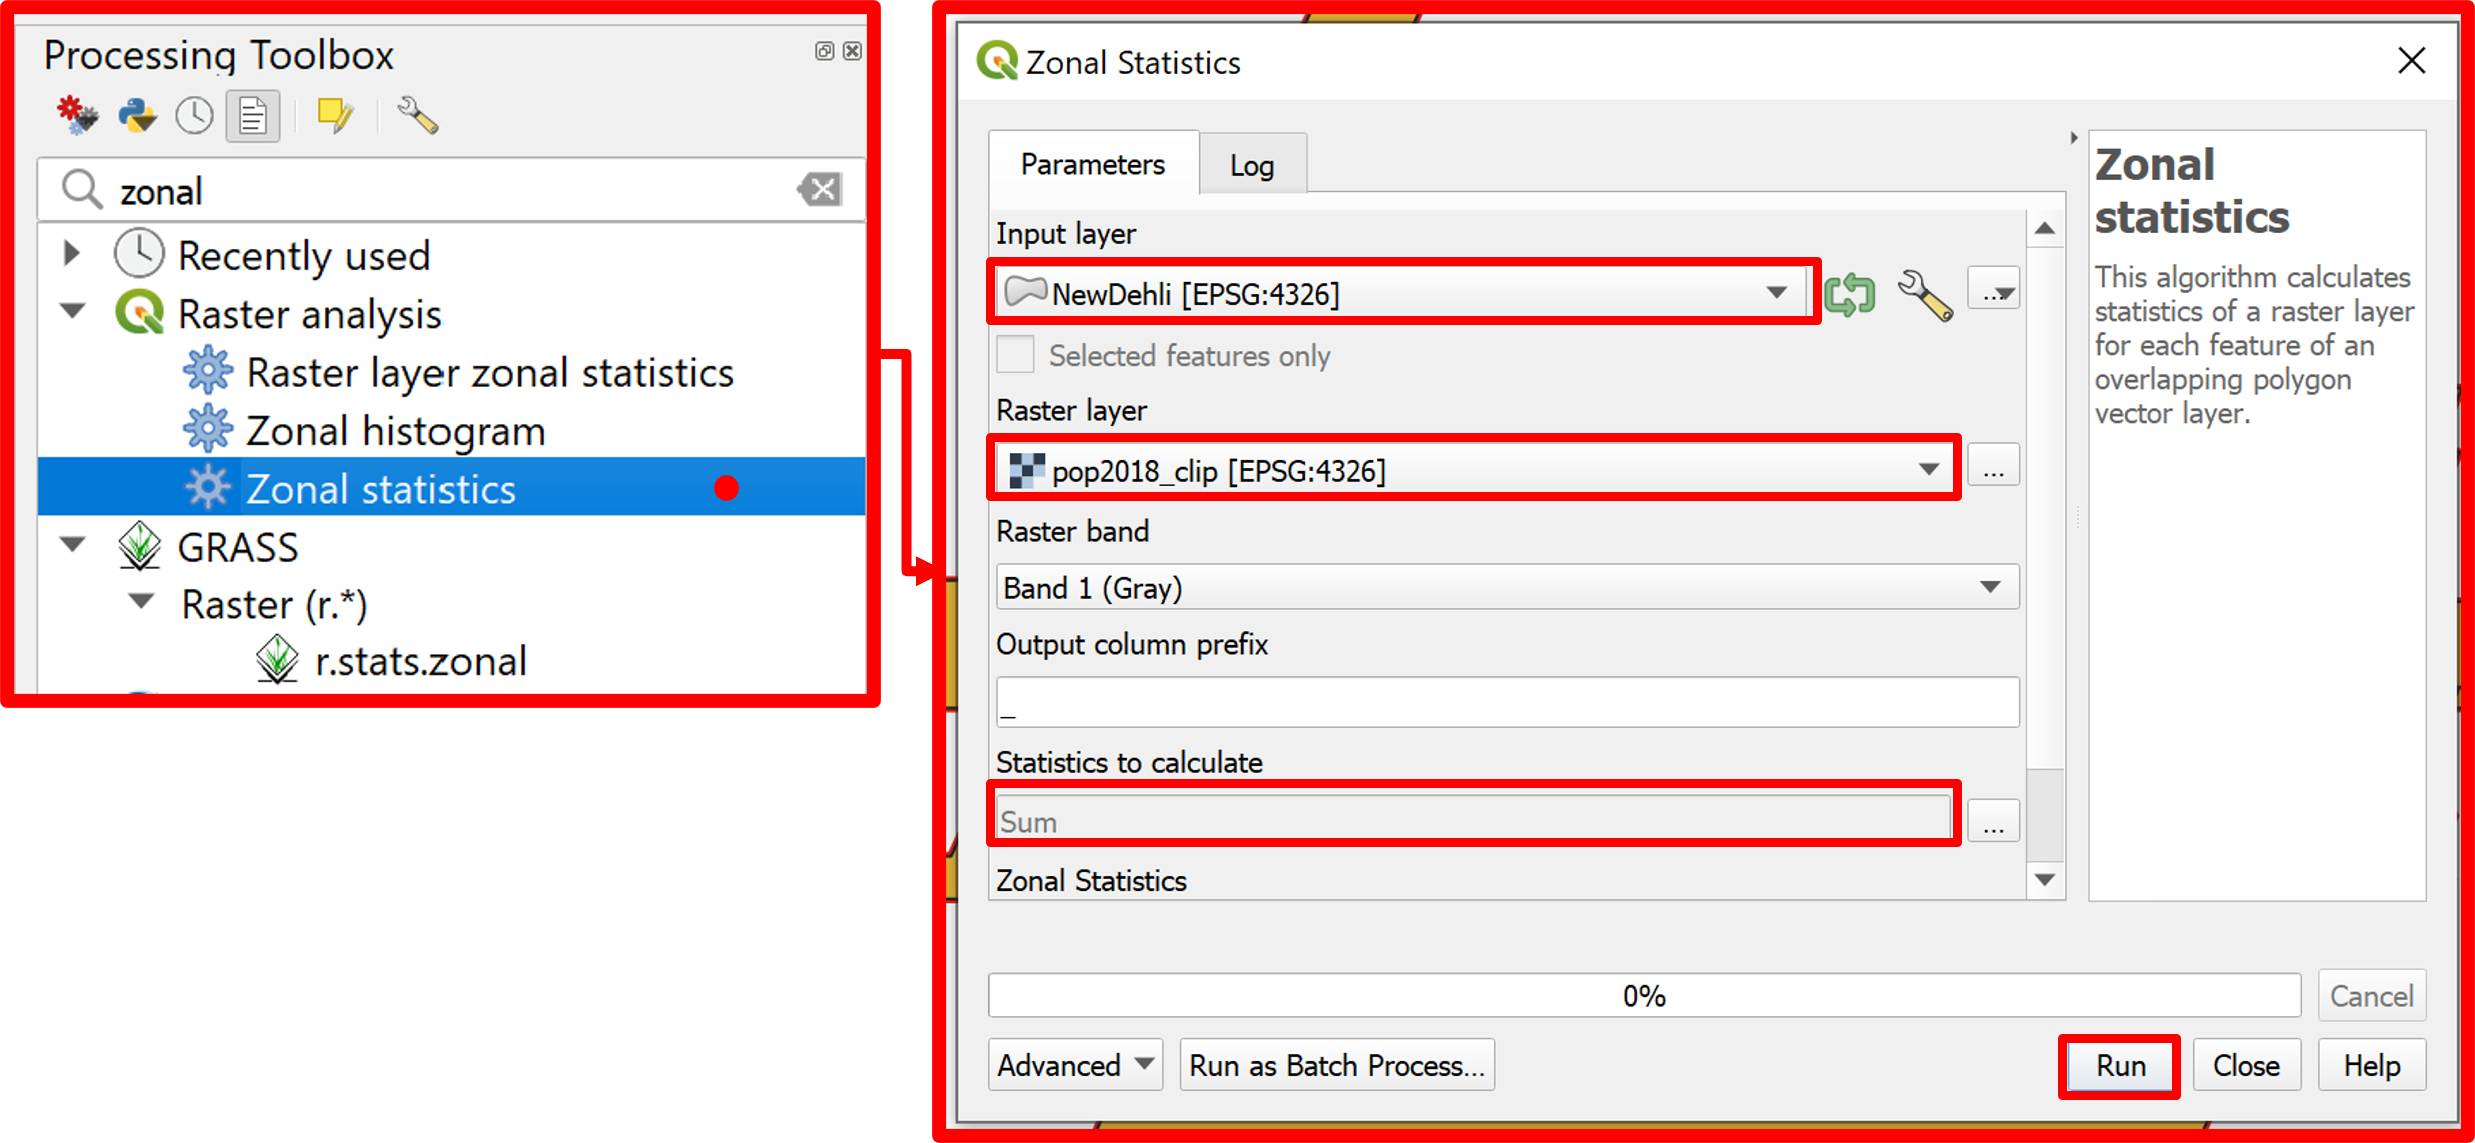 Processing Toolbox
zonal
Recently used
Raster analysis
Raster layer zonal statistics
Zonal histogram
Zonal statistics
GRASS
Raster (r.*)
r.stats.zonal
Zonal Statistics
Parameters
Log
Input layer
NewDehli [EPSG:4326]
...
Selected features only
Raster layer
pop2018_clip [EPSG:4326]
...
Raster band
Band 1 (Gray)
Output column prefix
_
Statistics to calculate
Sum
...
Zonal Statistics
Zonal
statistics
This algorithm calculates
statistics of a raster layer
for each feature of an
overlapping polygon
vector layer.
0%
Cancel
Advanced
Run as Batch Process...
Run
Close
Help